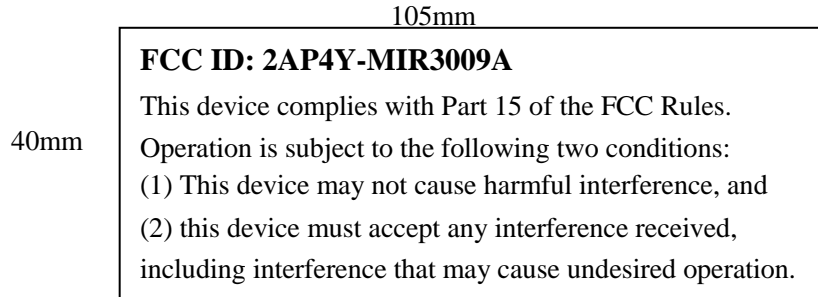 105mm
FCC ID: 2AP4Y-MIR3009A
This device complies with Part 15 of the FCC Rules.
40mm
Operation is subject to the following two conditions:
(1) This device may not cause harmful interference, and
(2) this device must accept any interference received,
including interference that may cause undesired operation.